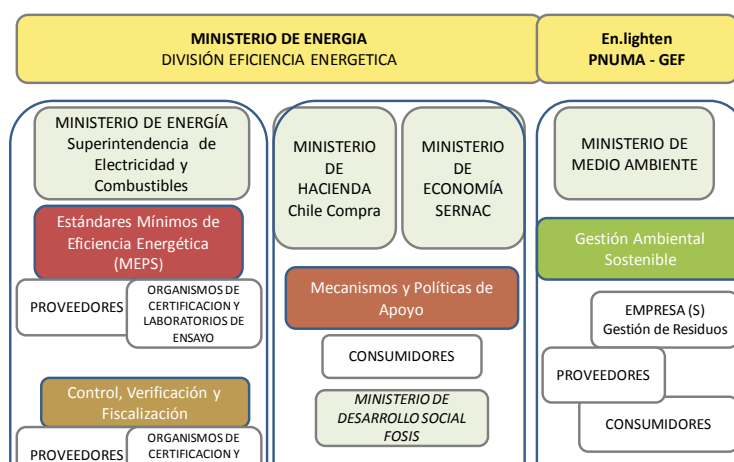 MINISTERIO DE ENERGIA
DIVISIÓN EFICIENCIA ENERGETICA
En.lighten
PNUMA - GEF
MINISTERIO DE ENERGÍA
Superintendencia de
Electricidad y
Combustibles
Estándares Mínimos de
Eficiencia Energética
(MEPS)
PROVEEDORES
ORGANISMOS DE
CERTIFICACION Y
LABORATORIOS DE
ENSAYO
Control, Verificación y
Fiscalización
PROVEEDORES
ORGANISMOS DE
CERTIFICACION Y
MINISTERIO
DE
HACIENDA
Chile Compra
MINISTERIO
DE
ECONOMÍA
SERNAC
Mecanismos y Políticas de
Apoyo
CONSUMIDORES
MINISTERIO DE
DESARROLLO SOCIAL
FOSIS
MINISTERIO DE
MEDIO AMBIENTE
Gestión Ambiental
Sostenible
EMPRESA (S)
Gestión de Residuos
PROVEEDORES
CONSUMIDORES